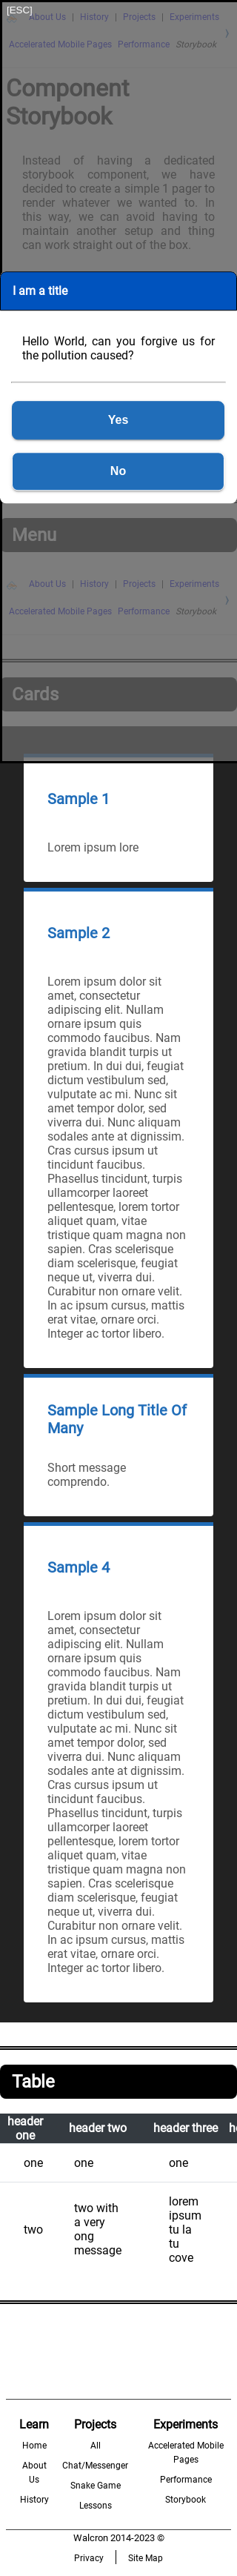 [ESC]
About Us | History | Projects | Experiments
Accelerated Mobile Pages Performance Storybook
Component
Storybook
Instead of having a dedicated
storybook component, we have
decided to create a simple 1 pager to
render whatever we wanted to. In
this way, we can avoid having to
maintain another setup and thing
can work straight out of the box.
I am a title
Hello World, can you forgive us for
the pollution caused?
Yes
No
Menu
About Us | History | Projects | Experiments
Accelerated Mobile Pages Performance Storybook
Cards
Sample 1
Lorem ipsum lore
Sample 2
Lorem ipsum dolor sit
amet, consectetur
adipiscing elit. Nullam
ornare ipsum quis
commodo faucibus. Nam
gravida blandit turpis ut
pretium. In dui dui, feugiat
dictum vestibulum sed,
vulputate ac mi. Nunc sit
amet tempor dolor, sed
viverra dui. Nunc aliquam
sodales ante at dignissim.
Cras cursus ipsum ut
tincidunt faucibus.
Phasellus tincidunt, turpis
ullamcorper laoreet
pellentesque, lorem tortor
aliquet quam, vitae
tristique quam magna non
sapien. Cras scelerisque
diam scelerisque, feugiat
neque ut, viverra dui.
Curabitur non ornare velit.
In ac ipsum cursus, mattis
erat vitae, ornare orci.
Integer ac tortor libero.
Sample Long Title Of
Many
Short message
comprendo.
Sample 4
Lorem ipsum dolor sit
amet, consectetur
adipiscing elit. Nullam
ornare ipsum quis
commodo faucibus. Nam
gravida blandit turpis ut
pretium. In dui dui, feugiat
dictum vestibulum sed,
vulputate ac mi. Nunc sit
amet tempor dolor, sed
viverra dui. Nunc aliquam
sodales ante at dignissim.
Cras cursus ipsum ut
tincidunt faucibus.
Phasellus tincidunt, turpis
ullamcorper laoreet
pellentesque, lorem tortor
aliquet quam, vitae
tristique quam magna non
sapien. Cras scelerisque
diam scelerisque, feugiat
neque ut, viverra dui.
Curabitur non ornare velit.
In ac ipsum cursus, mattis
erat vitae, ornare orci.
Integer ac tortor libero.
Table
header
one
header two
header three
he
one
one
one
two
two with
a very
ong
message
lorem
ipsum
tu la
tu
cove
Learn
Home
About
Us
History
Projects
All
Chat/Messenger
Snake Game
Lessons
Experiments
Accelerated Mobile
Pages
Performance
Storybook
Walcron 2014-2023 ©
Privacy | Site Map